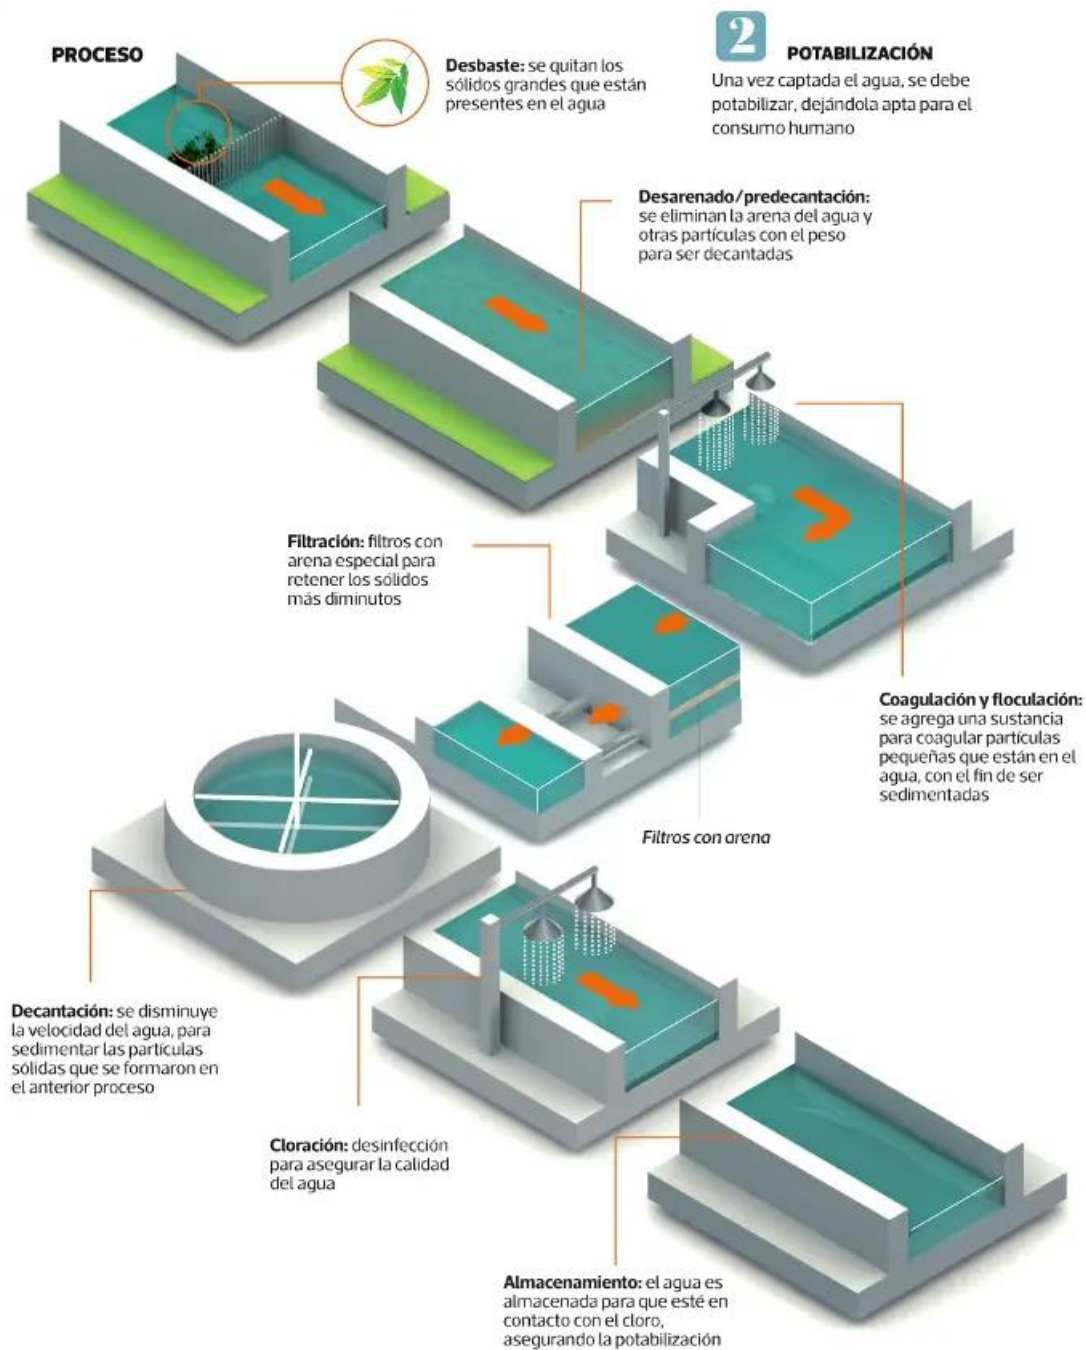 PROCESO
Desbaste: se quitan los
sólidos grandes que están
presentes en el agua
2
POTABILIZACIÓN
Una vez captada el agua, se debe
potabilizar, dejándola apta para el
consumo humano
Desarenado/predecantación:
se eliminan la arena del agua y
otras partículas con el peso
para ser decantadas
Filtración: filtros con
arena especial para
retener los sólidos
más diminutos
Coagulación y floculación:
se agrega una sustancia
para coagular partículas
pequeñas que están en el
agua, con el fin de ser
sedimentadas
Filtros con arena
Decantación: se disminuye
la velocidad del agua, para
sedimentar las partículas
sólidas que se formaron en
el anterior proceso
Cloración: desinfección
para asegurar la calidad
del agua
Almacenamiento: el agua es
almacenada para que esté en
contacto con el cloro,
asegurando la potabilización